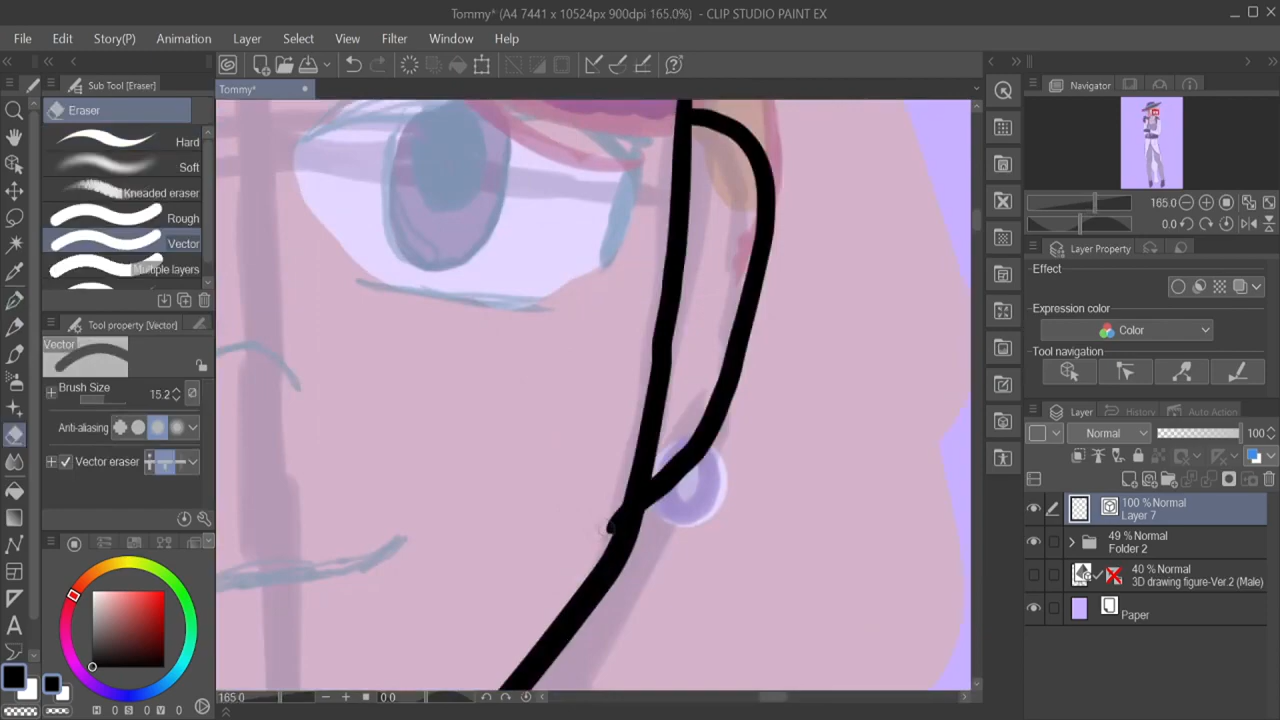 Tommy* (A4 7441 x 10524px 900dpi 165.0%) - CLIP STUDIO PAINT EX
File Edit Story(P) Animation Layer Select View Filter Window Help
Sub Tool [Eraser]
Tommy*
Navigator
Eraser
Hard
Soft
Kneaded eraser
Rough
Vector
Multiple layers
165.0
0.0
Layer Property
Effect
Expression color
Color
Tool navigation
Tool property [Vector]
Vector
Brush Size
15.2
Anti-aliasing
Vector eraser
Layer History Auto Action
Normal 100
100 % Normal
Layer 7
49 % Normal
Folder 2
40 % Normal
3D drawing figure-Ver.2 (Male)
Paper
A
H 0 S 0 V 0
165.0 0.0